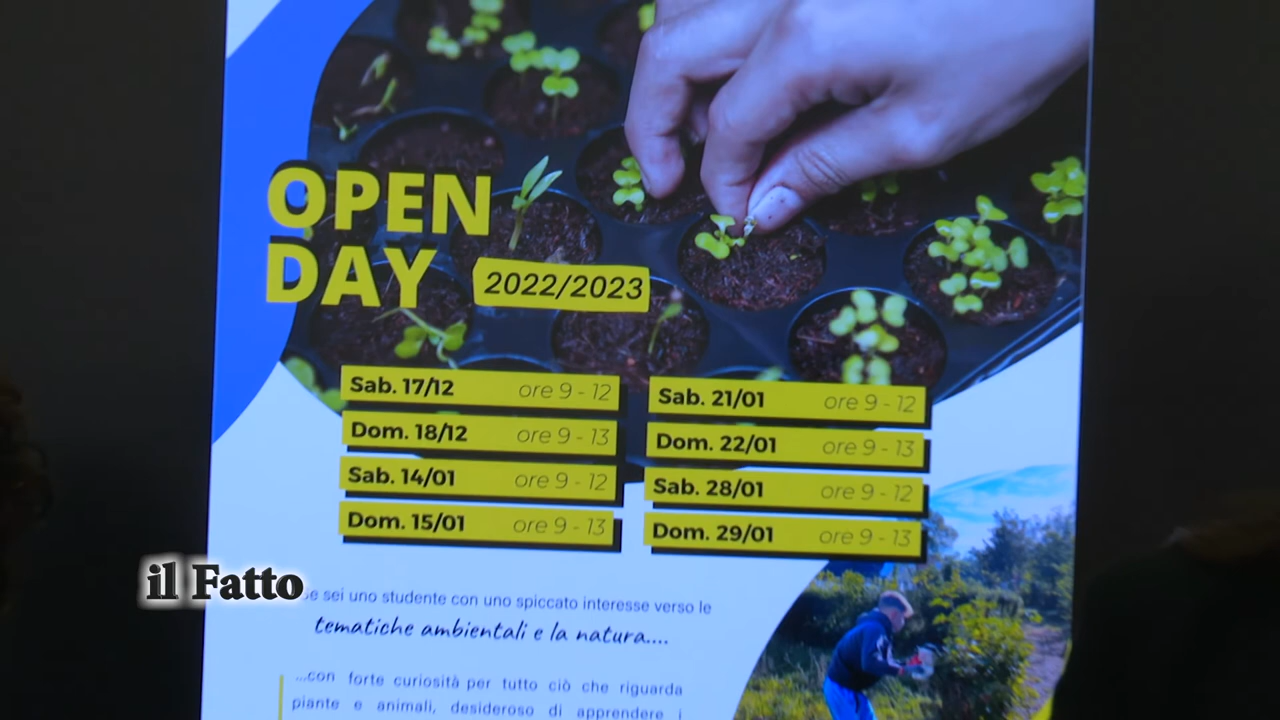 OPEN
DAY
2022/2023
Sab. 17/12 ore 9 - 12
Dom. 18/12 ore 9 - 13
Sab. 14/01 ore 9 - 12
Dom. 15/01 ore 9 - 13
Sab. 21/01 ore 9 - 12
Dom. 22/01 ore 9 - 13
Sab. 28/01 ore 9 - 12
Dom. 29/01 ore 9 - 13
il Fatto
se sei uno studente con uno spiccato interesse verso le
tematiche ambientali e la natura....
...con forte curiosità per tutto ciò che riguarda
piante e animali, desideroso di apprendere i